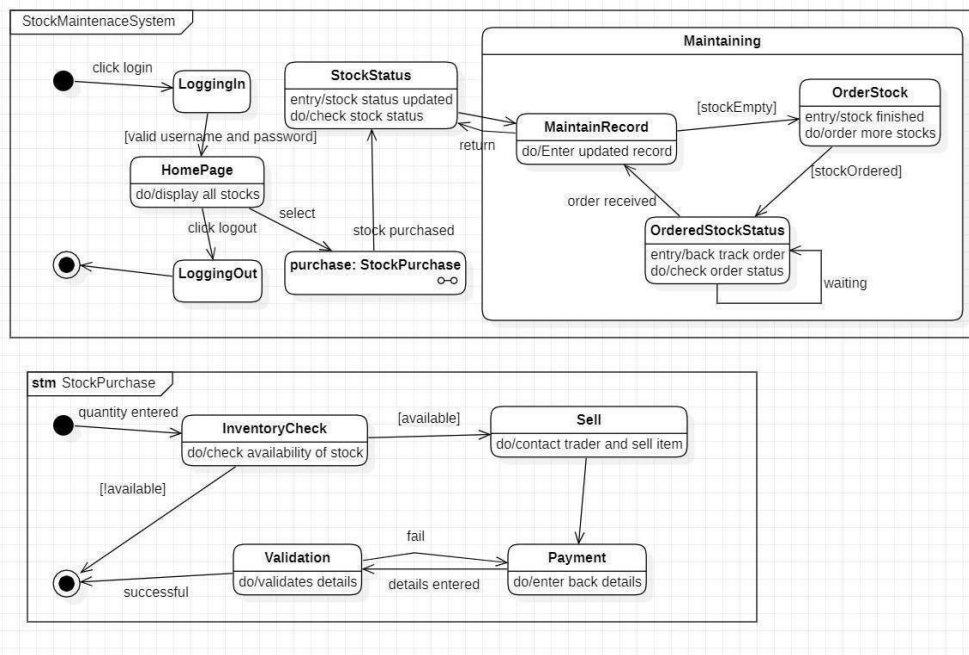 StockMaintenaceSystem
click login
LoggingIn
[valid username and password]
HomePage
do/display all stocks
click logout
select
LoggingOut
StockStatus
entry/stock status updated
do/check stock status
stock purchased
purchase: StockPurchase
return
Maintaining
MaintainRecord
do/Enter updated record
[stockEmpty]
OrderStock
entry/stock finished
do/order more stocks
[stockOrdered]
order received
OrderedStockStatus
entry/back track order
do/check order status
waiting
stm StockPurchase
quantity entered
InventoryCheck
do/check availability of stock
[available]
Sell
do/contact trader and sell item
[!available]
Validation
do/validates details
fail
details entered
Payment
do/enter back details
successful